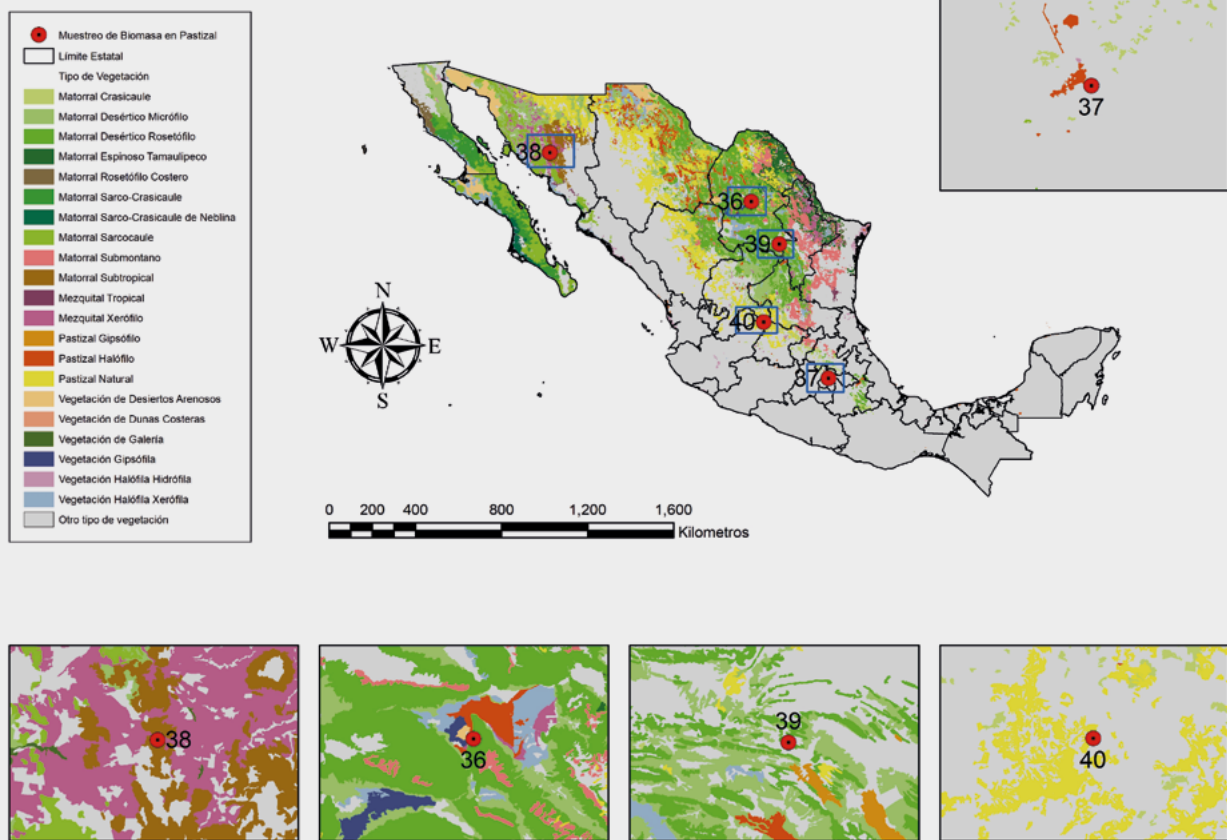 Muestreo de Biomasa en Pastizal
Límite Estatal
Tipo de Vegetación
Matorral Crasicaule
Matorral Desértico Micrófilo
Matorral Desértico Rosetófilo
Matorral Espinoso Tamaulipeco
Matorral Rosetófilo Costero
Matorral Sarco-Crasicaule
Matorral Sarco-Crasicaule de Neblina
Matorral Sarcocaule
Matorral Submontano
Matorral Subtropical
Mezquital Tropical
Mezquital Xerófilo
Pastizal Gipsófilo
Pastizal Halófilo
Pastizal Natural
Vegetación de Desiertos Arenosos
Vegetación de Dunas Costeras
Vegetación de Galería
Vegetación Gipsófila
Vegetación Halófila Hidrófila
Vegetación Halófila Xerófila
Otro tipo de vegetación
38
36
39
40
37
N
W E
S
0 200 400 800 1,200 1,600
Kilometros
37
38
36
39
40